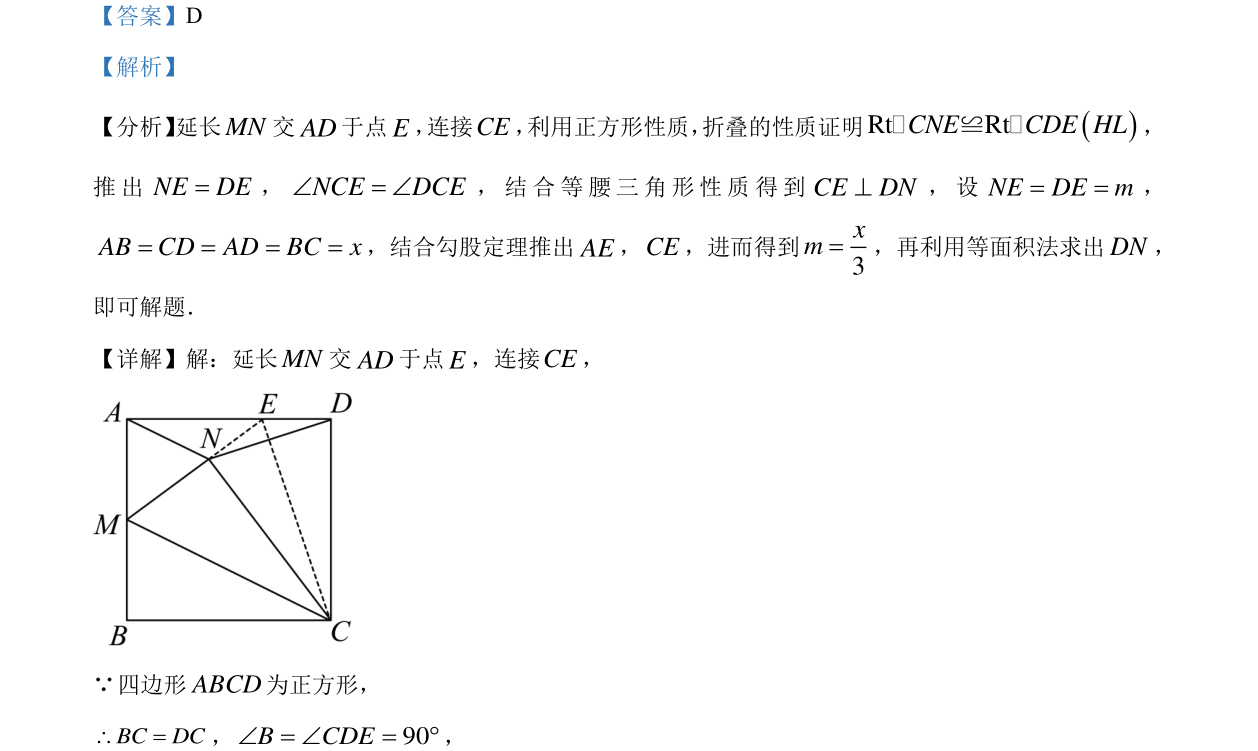 【答案】D
【解析】
【分析】延长MN交AD于点E,连接CE,利用正方形性质,折叠的性质证明Rt□CNE≌Rt□CDE(HL),
推出 NE=DE, ∠NCE=∠DCE, 结合等腰三角形性质得到CE⊥DN, 设 NE=DE=m,
AB=CD=AD=BC=x, 结合勾股定理推出AE, CE, 进而得到m=x/3, 再利用等面积法求出DN,
即可解题.
【详解】解:延长MN交AD于点E, 连接CE,
A E D
N
M
B C
∵四边形ABCD为正方形,
∴BC=DC, ∠B=∠CDE=90°,